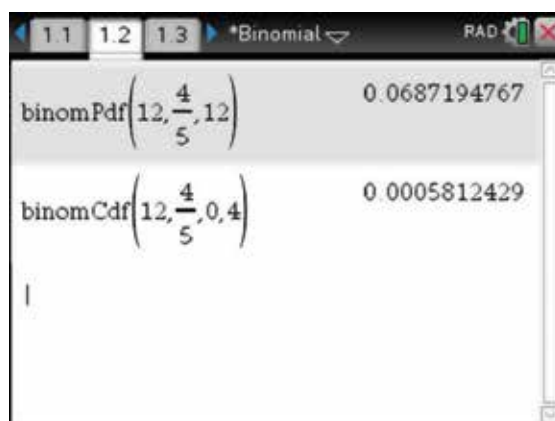 1.1 1.2 1.3 *Binomial RAD
binomPdf(12,4/5,12) 0.0687194767
binomCdf(12,4/5,0,4) 0.0005812429